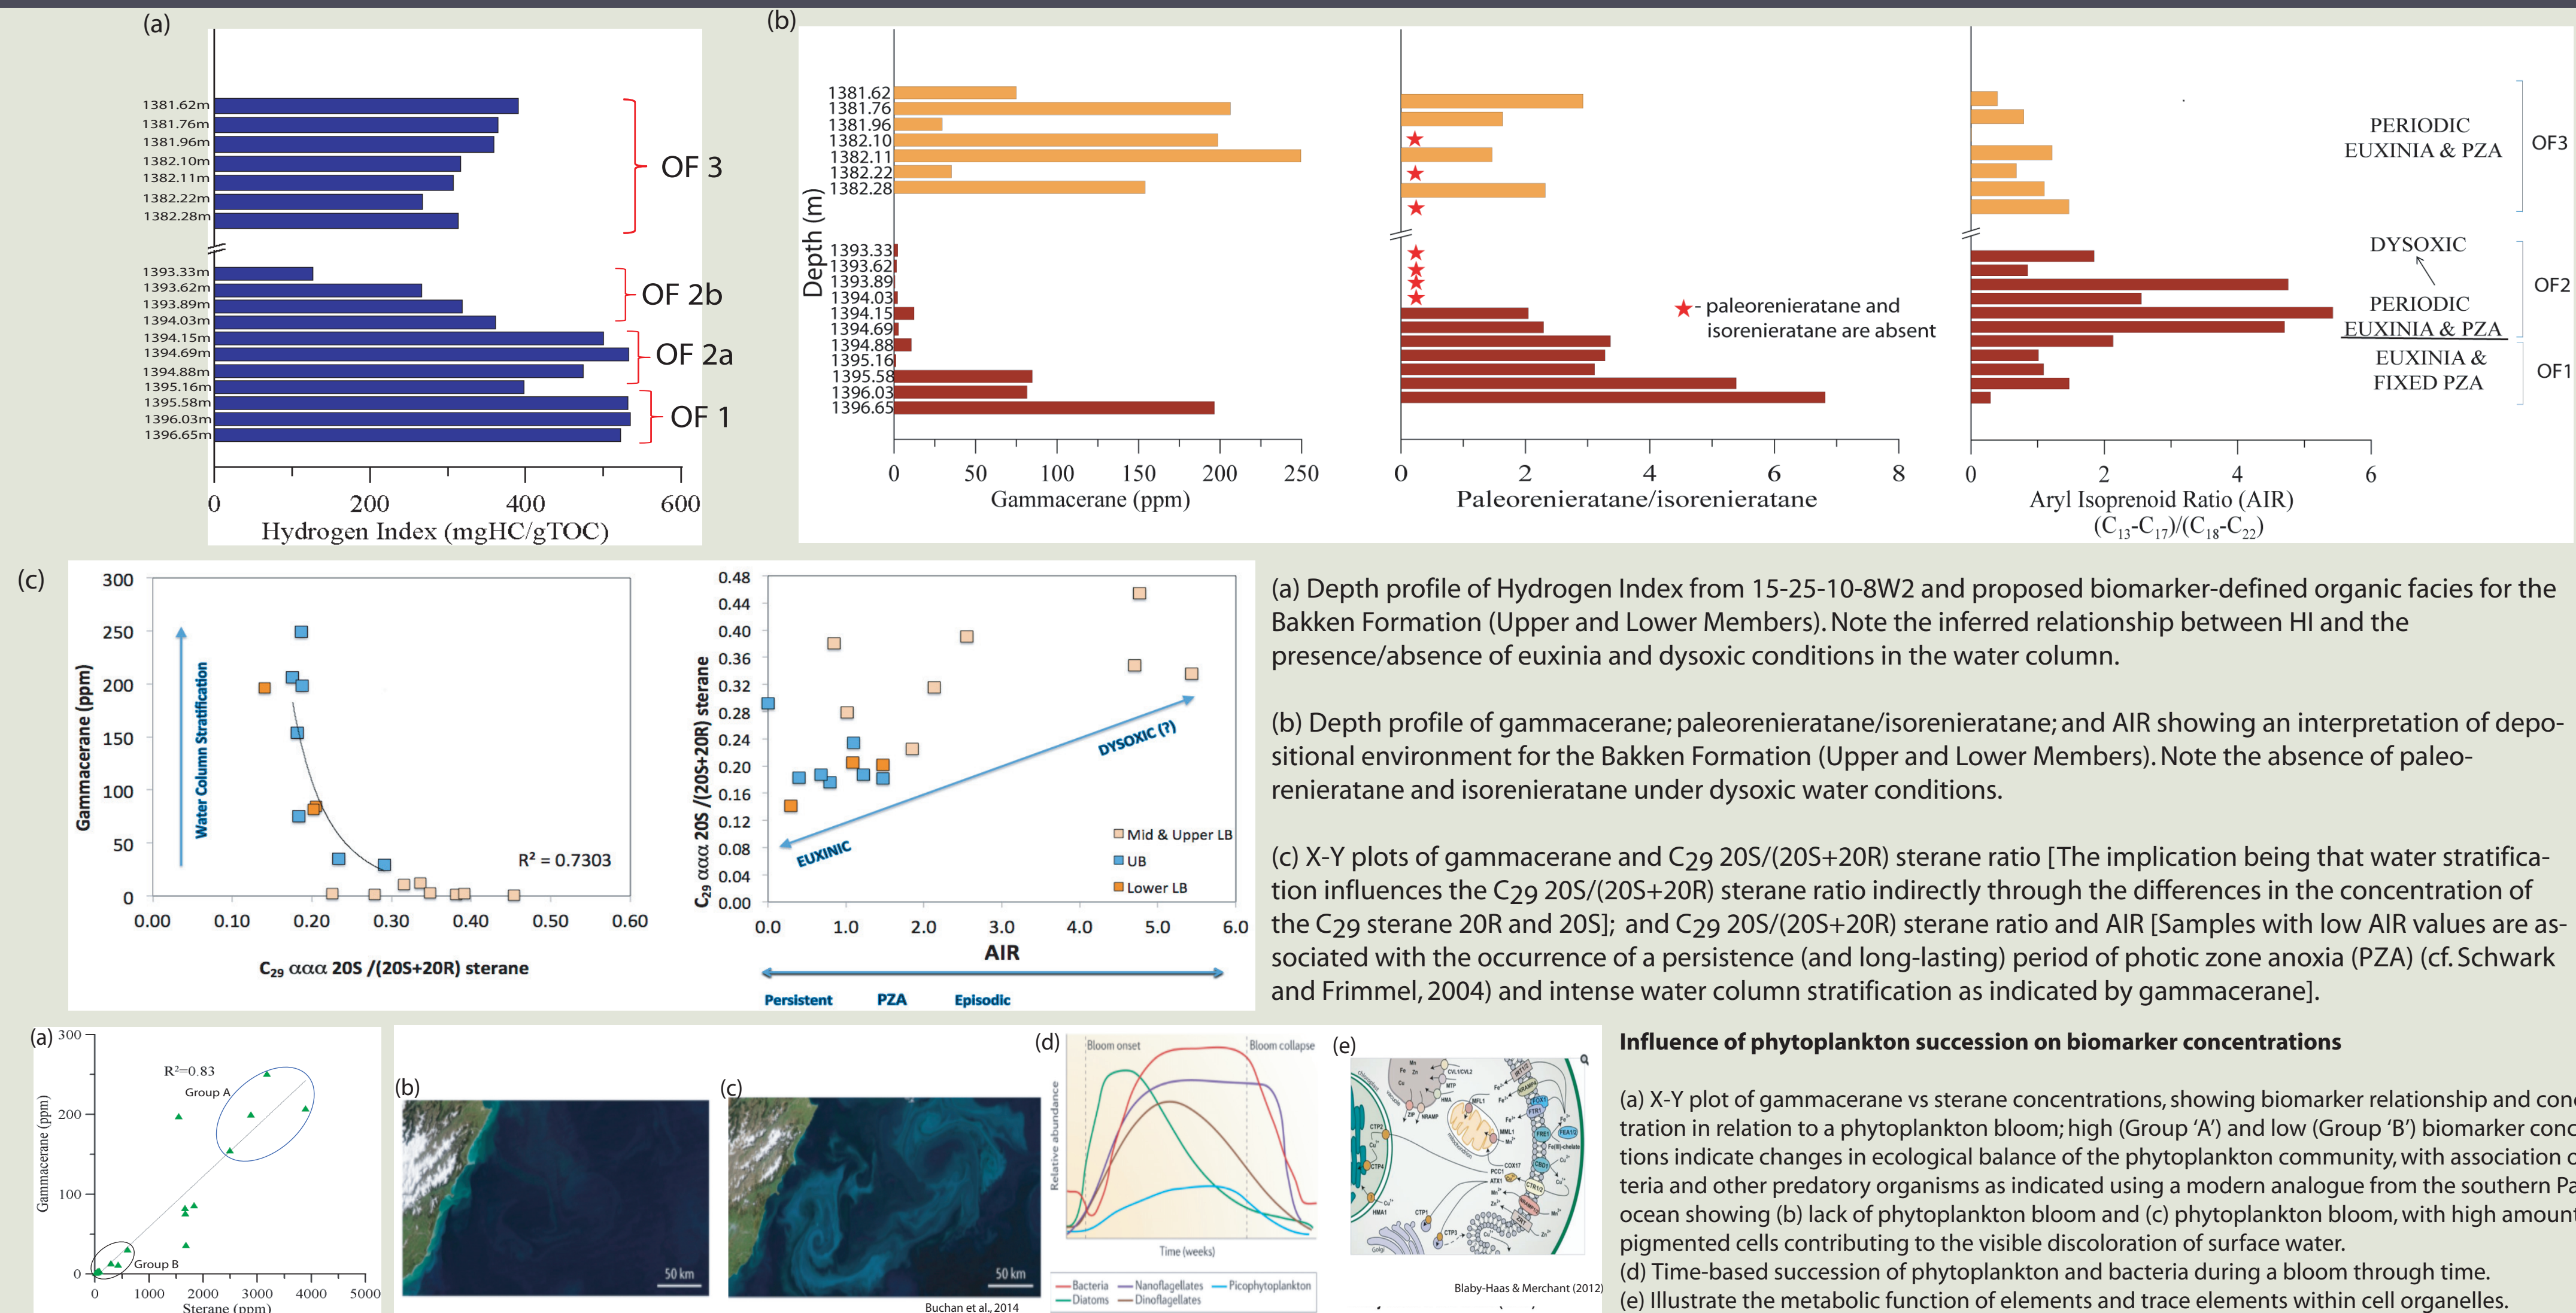 (a)
1381.62m
1381.76m
1381.96m
1382.10m
1382.11m
1382.22m
1382.28m
OF 3
1393.33m
1393.62m
1393.89m
1394.03m
OF 2b
1394.15m
1394.69m
1394.88m
OF 2a
1395.16m
1395.58m
1396.03m
1396.65m
OF 1
0 200 400 600
Hydrogen Index (mgHC/gTOC)
(b)
Depth (m)
1381.62
1381.76
1381.96
1382.10
1382.11
1382.22
1382.28
1393.33
1393.62
1393.89
1394.03
1394.15
1394.69
1394.88
1395.16
1395.58
1396.03
1396.65
0 50 100 150 200 250
Gammacerane (ppm)
- paleorenieratane and
isorenieratane are absent
0 2 4 6 8
Paleorenieratane/isorenieratane
PERIODIC
EUXINIA & PZA
OF3
DYSOXIC
PERIODIC
EUXINIA & PZA
OF2
EUXINIA &
FIXED PZA
OF1
0 2 4 6
Aryl Isoprenoid Ratio (AIR)
(C13-C17)/(C18-C22)
(c)
Gammacerane (ppm)
300
250
200
150
100
50
0
Water Column Stratification
R² = 0.7303
0.00 0.10 0.20 0.30 0.40 0.50 0.60
C29 ααα 20S /(20S+20R) sterane
C29 ααα 20S /(20S+20R) sterane
0.48
0.44
0.40
0.36
0.32
0.28
0.24
0.20
0.16
0.12
0.08
0.04
0.00
DYSOXIC (?)
EUXINIC
Mid & Upper LB
UB
Lower LB
0.0 1.0 2.0 3.0 4.0 5.0 6.0
AIR
Persistent PZA Episodic
(a) Depth profile of Hydrogen Index from 15-25-10-8W2 and proposed biomarker-defined organic facies for the
Bakken Formation (Upper and Lower Members). Note the inferred relationship between HI and the
presence/absence of euxinia and dysoxic conditions in the water column.
(b) Depth profile of gammacerane; paleorenieratane/isorenieratane; and AIR showing an interpretation of depo-
sitional environment for the Bakken Formation (Upper and Lower Members). Note the absence of paleo-
renieratane and isorenieratane under dysoxic water conditions.
(c) X-Y plots of gammacerane and C29 20S/(20S+20R) sterane ratio [The implication being that water stratifica-
tion influences the C29 20S/(20S+20R) sterane ratio indirectly through the differences in the concentration of
the C29 sterane 20R and 20S]; and C29 20S/(20S+20R) sterane ratio and AIR [Samples with low AIR values are as-
sociated with the occurrence of a persistence (and long-lasting) period of photic zone anoxia (PZA) (cf. Schwark
and Frimmel, 2004) and intense water column stratification as indicated by gammacerane].
(a)
Gammacerane (ppm)
300
200
100
0
R²=0.83
Group A
Group B
0 1000 2000 3000 4000 5000
Sterane (ppm)
(b)
50 km
(c)
50 km
Buchan et al., 2014
(d)
Bloom onset
Bloom collapse
Relative abundance
Time (weeks)
Bacteria Nanoflagellates Picophytoplankton
Diatoms Dinoflagellates
(e)
CVL1/CVL2
MTP
HMA
NRAMP
ZIP
MFL1
MML1
CTP2
CTP4
HMA1
COX17
PCC1
ATX1
CTP1
CTP3
Golgi
FTR1
FRE1
FEA1/2
Fe(III)-chelate
Blaby-Haas & Merchant (2012)
Influence of phytoplankton succession on biomarker concentrations
(a) X-Y plot of gammacerane vs sterane concentrations, showing biomarker relationship and conc
tration in relation to a phytoplankton bloom; high (Group 'A') and low (Group 'B') biomarker conc
tions indicate changes in ecological balance of the phytoplankton community, with association o
teria and other predatory organisms as indicated using a modern analogue from the southern Pa
ocean showing (b) lack of phytoplankton bloom and (c) phytoplankton bloom, with high amount
pigmented cells contributing to the visible discoloration of surface water.
(d) Time-based succession of phytoplankton and bacteria during a bloom through time.
(e) Illustrate the metabolic function of elements and trace elements within cell organelles.